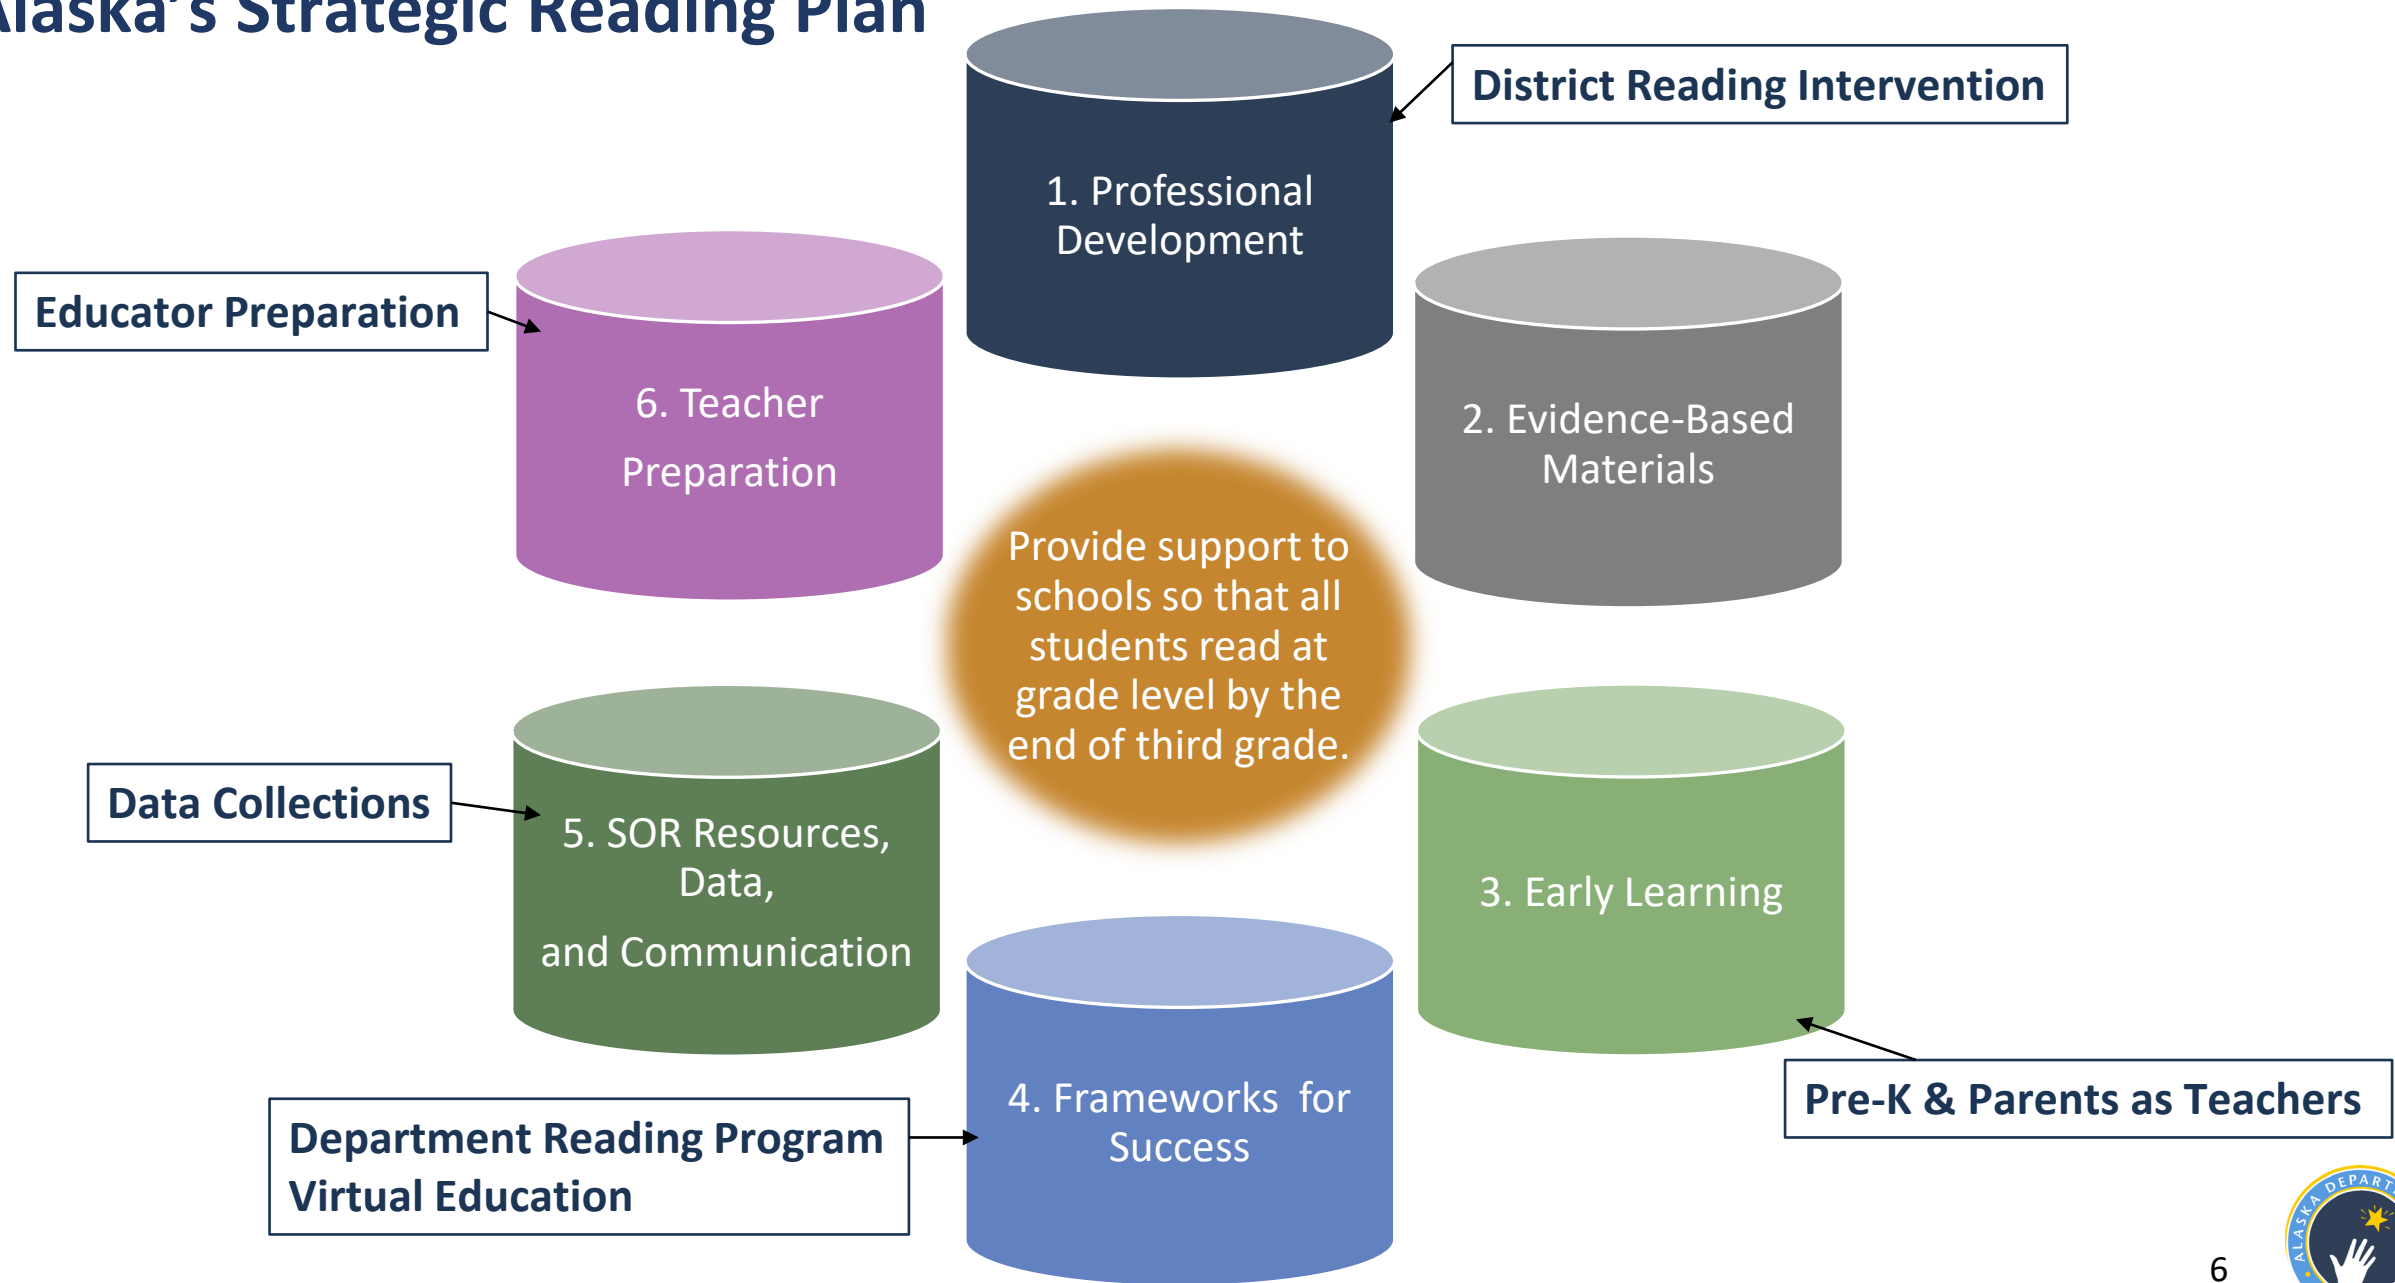 Alaska's Strategic Reading Plan
District Reading Intervention
1. Professional
Development
Educator Preparation
6. Teacher
Preparation
2. Evidence-Based
Materials
Provide support to
schools so that all
students read at
grade level by the
end of third grade.
Data Collections
5. SOR Resources,
Data,
and Communication
3. Early Learning
4. Frameworks  for
Success
Pre-K & Parents as Teachers
Department Reading Program
Virtual Education
ALASKA DEPART
6